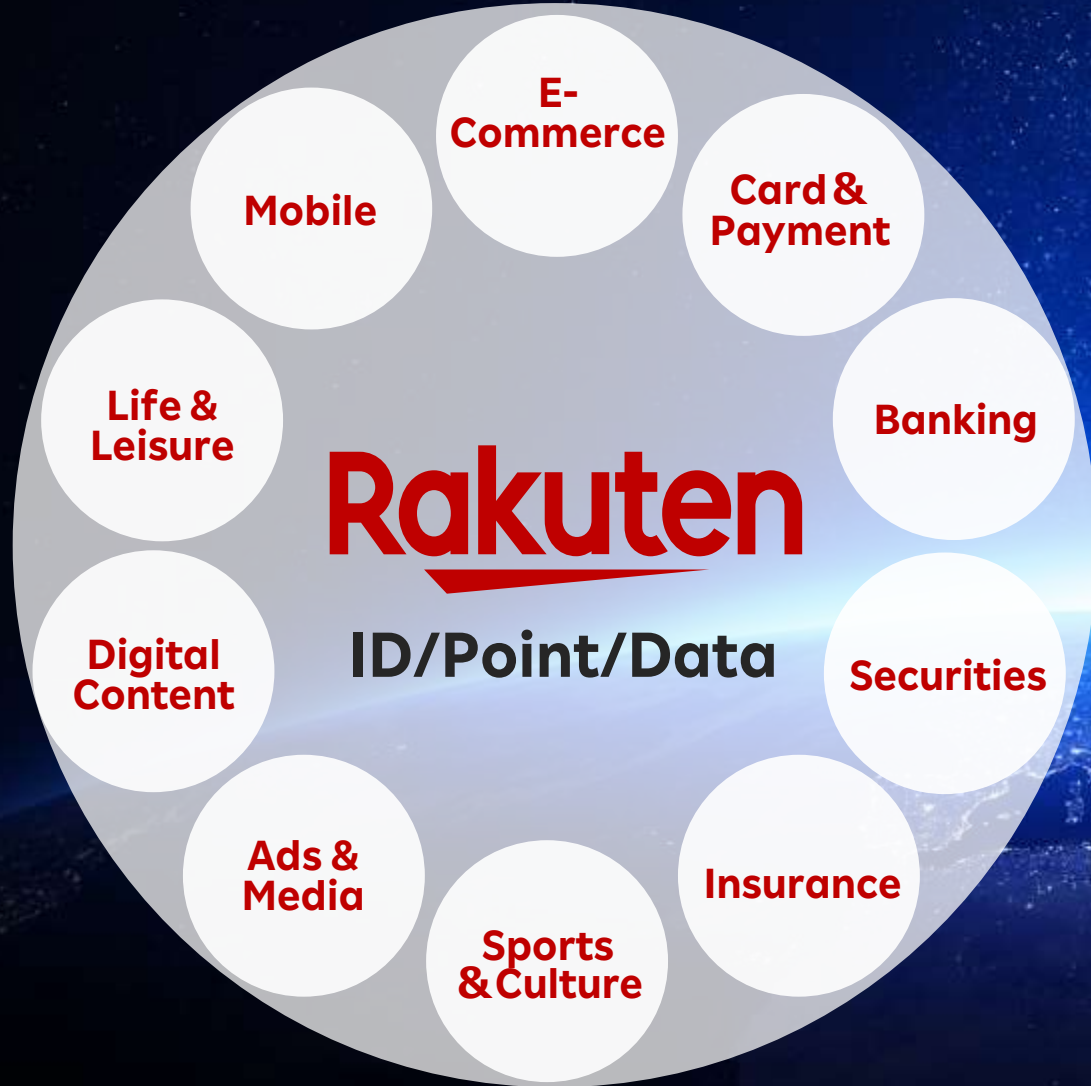 E-
Commerce
Card &
Payment
Mobile
Life &
Leisure
Banking
Rakuten
ID/Point/Data
Digital
Content
Securities
Ads &
Media
Insurance
Sports
& Culture